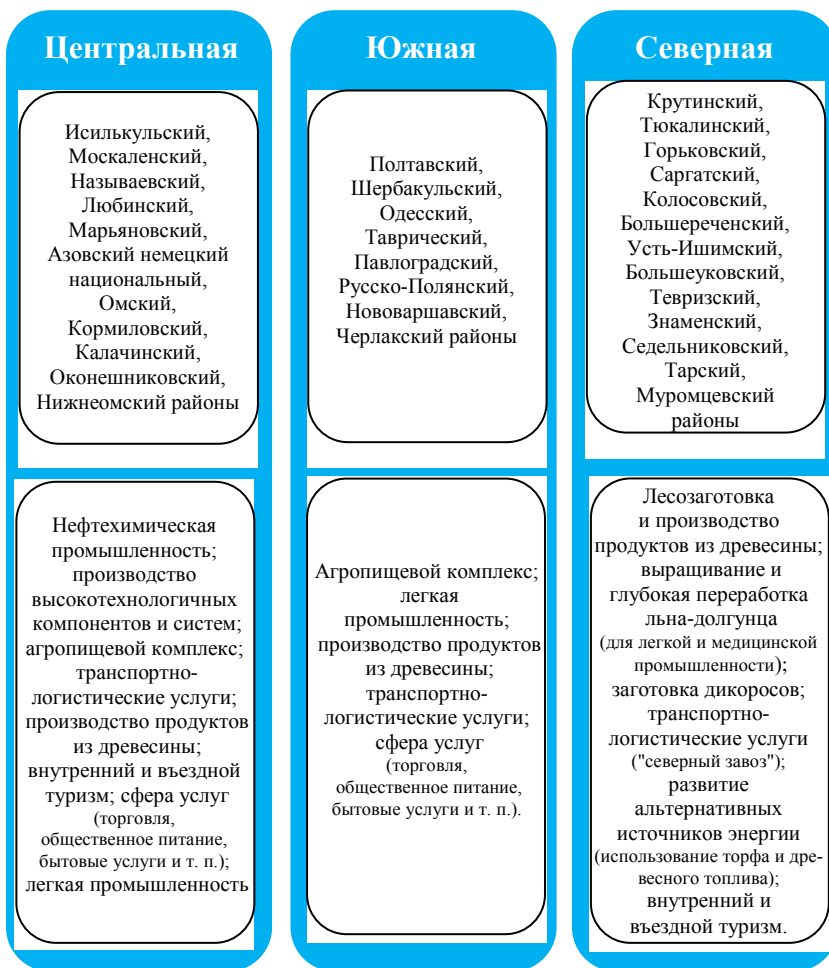 Центральная
Исилькульский,
Москаленский,
Называевский,
Любинский,
Марьяновский,
Азовский немецкий
национальный,
Омский,
Кормиловский,
Калачинский,
Оконешниковский,
Нижнеомский районы
Нефтехимическая
промышленность;
производство
высокотехнологичных
компонентов и систем;
агропищевой комплекс;
транспортно-
логистические услуги;
производство продуктов
из древесины;
внутренний и въездной
туризм; сфера услуг
(торговля,
общественное питание,
бытовые услуги и т. п.);
легкая промышленность
Южная
Полтавский,
Шербакульский,
Одесский,
Таврический,
Павлоградский,
Русско-Полянский,
Нововаршавский,
Черлакский районы
Агропищевой комплекс;
легкая
промышленность;
производство продуктов
из древесины;
транспортно-
логистические услуги;
сфера услуг
(торговля,
общественное питание,
бытовые услуги и т. п.).
Северная
Крутинский,
Тюкалинский,
Горьковский,
Саргатский,
Колосовский,
Большереченский,
Усть-Ишимский,
Большеуковский,
Тевризский,
Знаменский,
Седельниковский,
Тарский,
Муромцевский
районы
Лесозаготовка
и производство
продуктов из древесины;
выращивание и
глубокая переработка
льна-долгунца
(для легкой и медицинской
промышленности);
заготовка дикоросов;
транспортно-
логистические услуги
("северный завоз");
развитие
альтернативных
источников энергии
(использование торфа и дре-
весного топлива);
внутренний и
въездной туризм.